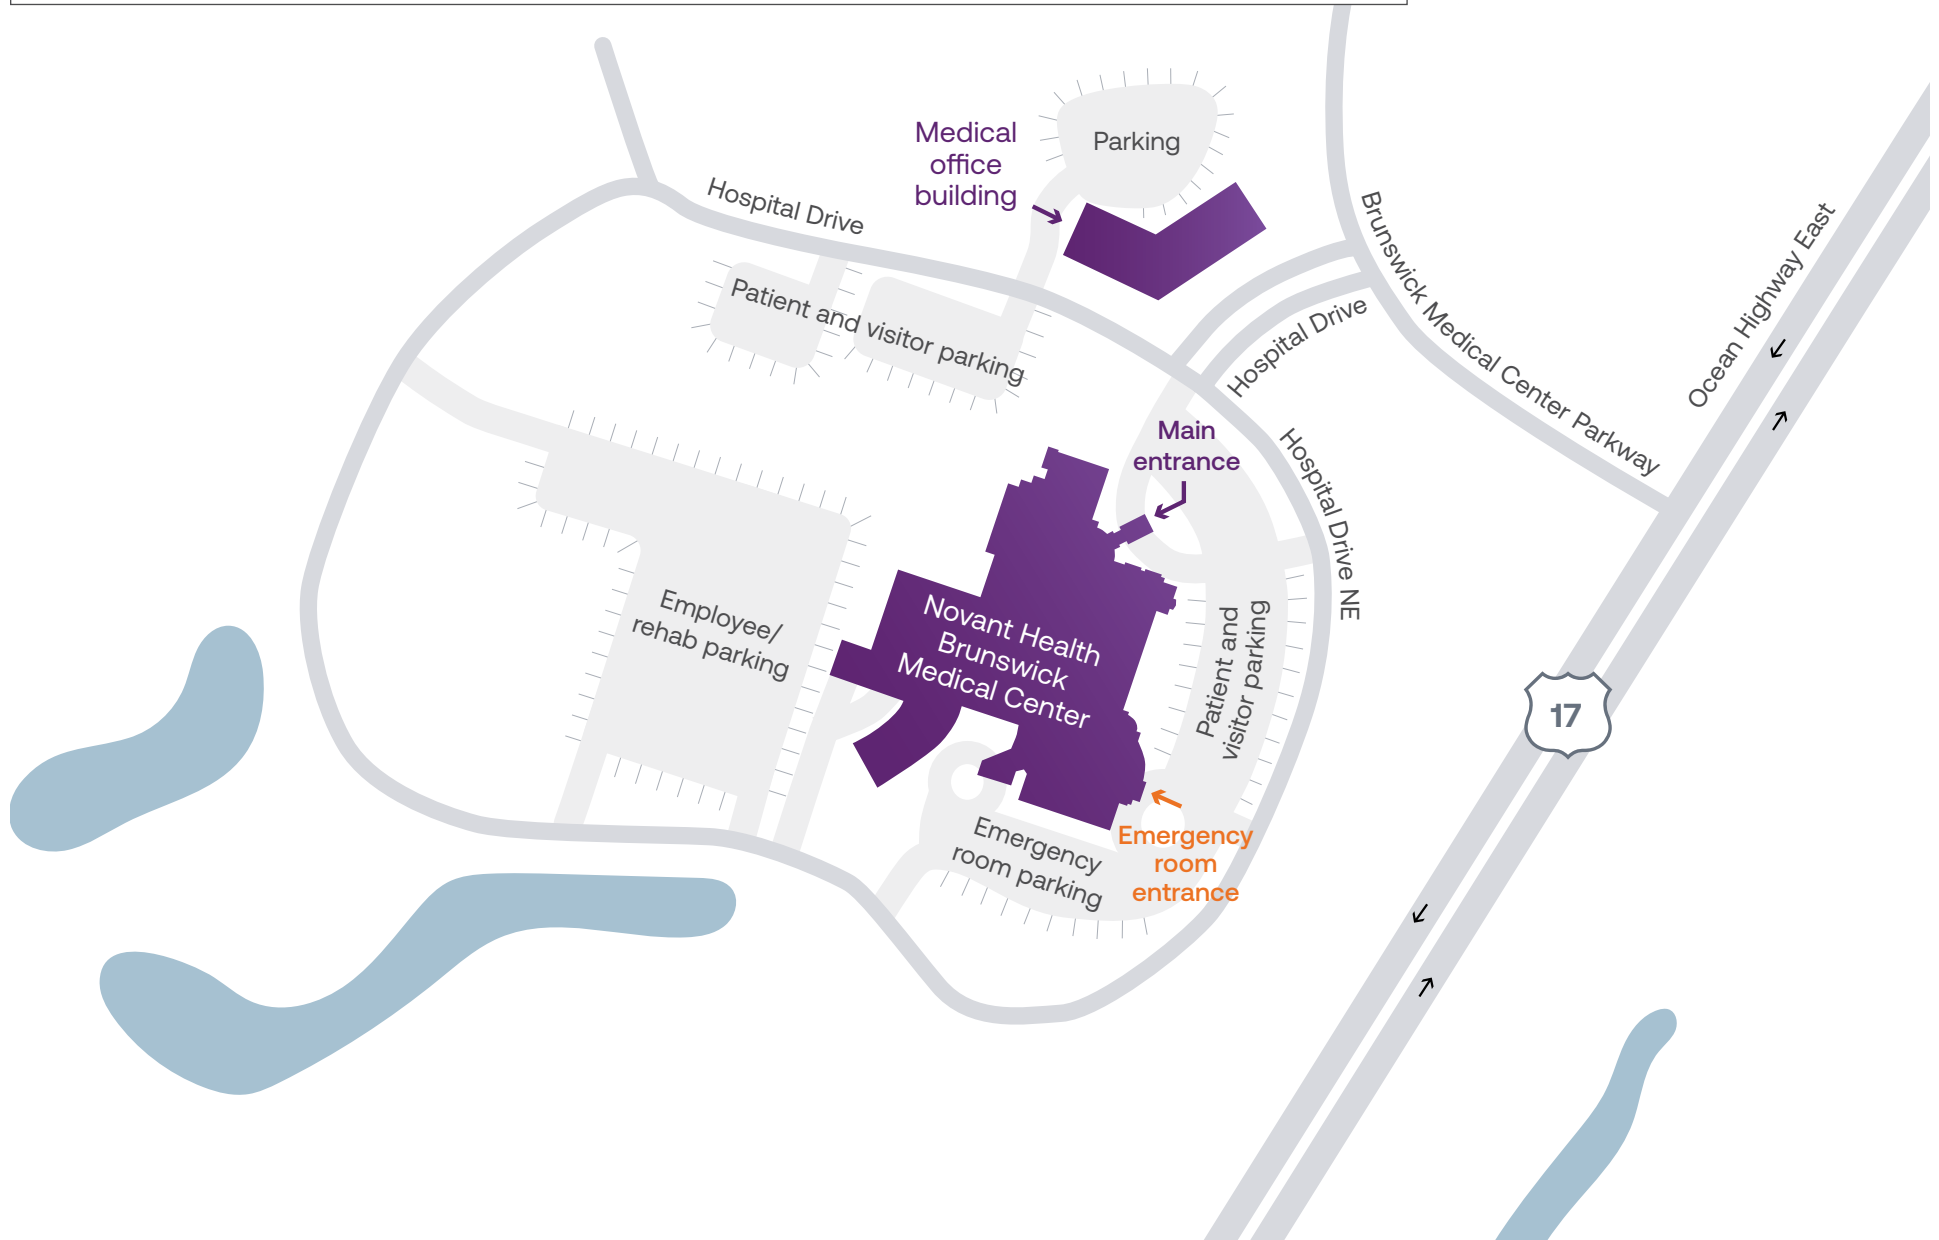 Medical
office
building
Parking
Hospital Drive
Patient and visitor parking
Brunswick Medical Center Parkway
Ocean Highway East
Hospital Drive
Main
entrance
Hospital Drive NE
Employee/
rehab parking
Novant Health
Brunswick
Medical Center
Patient and
visitor parking
17
Emergency
room parking
Emergency
room
entrance